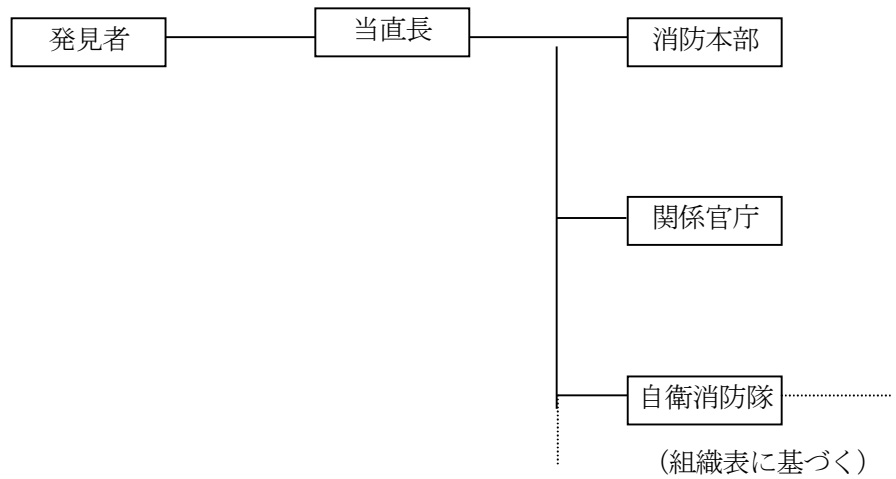 発見者
当直長
消防本部
関係官庁
自衛消防隊
（組織表に基づく）